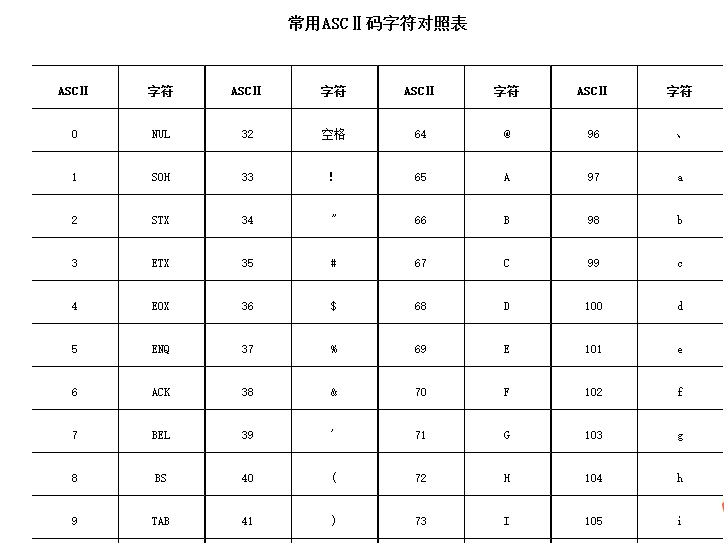 常用ASCⅡ码字符对照表
ASCⅡ 字符 ASCⅡ 字符 ASCⅡ 字符 ASCⅡ 字符
0 NUL 32 空格 64 @ 96 、
1 SOH 33 ! 65 A 97 a
2 STX 34 ″ 66 B 98 b
3 ETX 35 # 67 C 99 c
4 EOX 36 $ 68 D 100 d
5 ENQ 37 % 69 E 101 e
6 ACK 38 & 70 F 102 f
7 BEL 39 ′ 71 G 103 g
8 BS 40 ( 72 H 104 h
9 TAB 41 ) 73 I 105 i